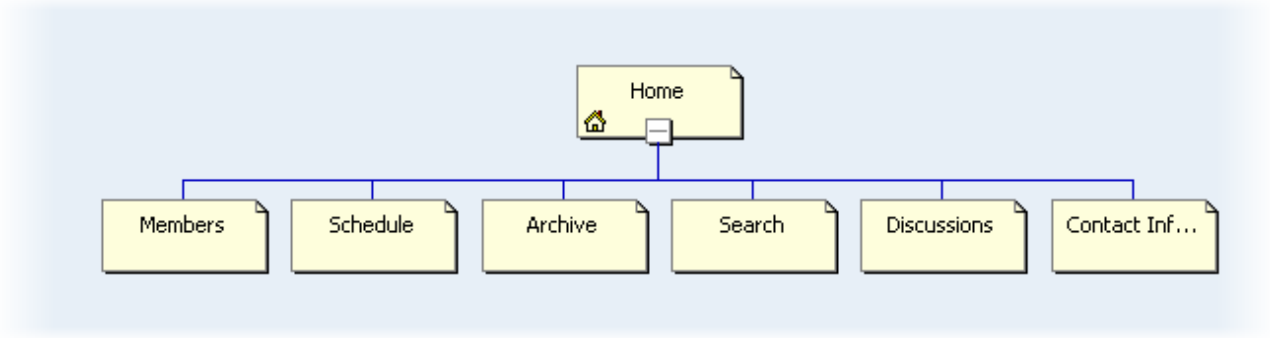 Home
Members
Schedule
Archive
Search
Discussions
Contact Inf...